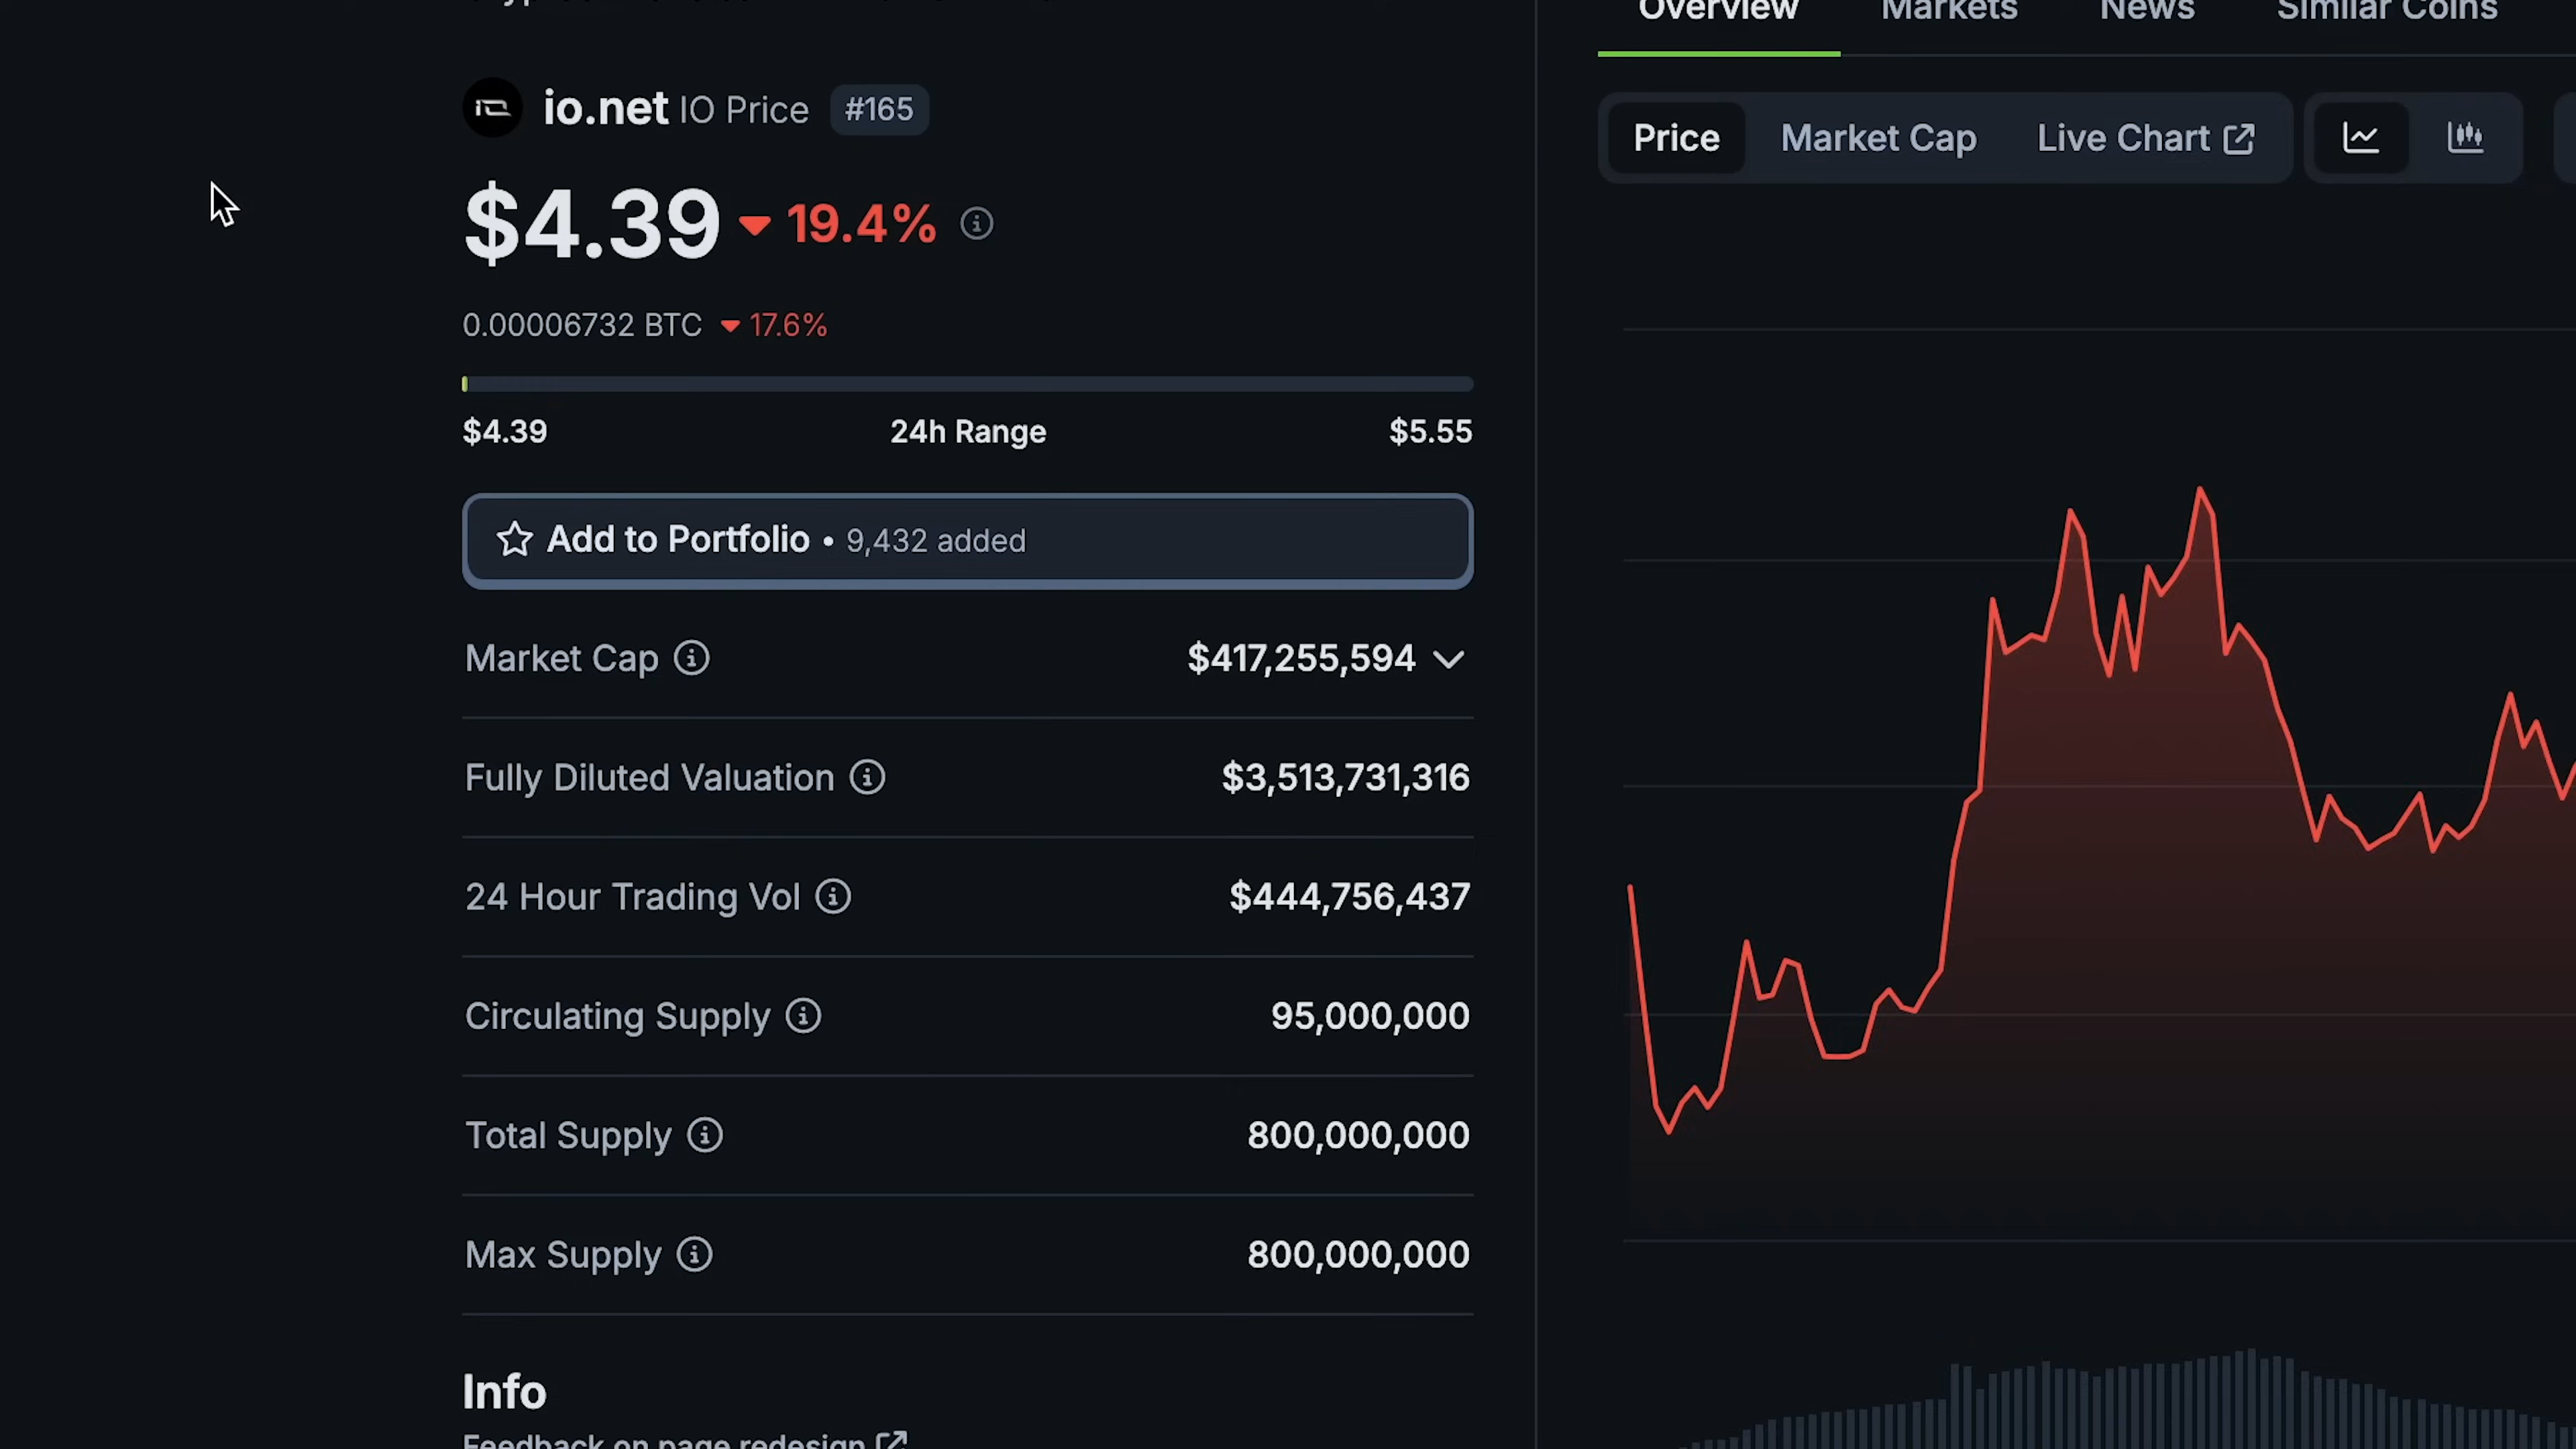 Overview Markets News Similar Coins
io.net IO Price #165
Price Market Cap Live Chart
$4.39 19.4%
0.00006732 BTC 17.6%
$4.39 24h Range $5.55
Add to Portfolio • 9,432 added
Market Cap $417,255,594
Fully Diluted Valuation $3,513,731,316
24 Hour Trading Vol $444,756,437
Circulating Supply 95,000,000
Total Supply 800,000,000
Max Supply 800,000,000
Info
Feedback on page redesign